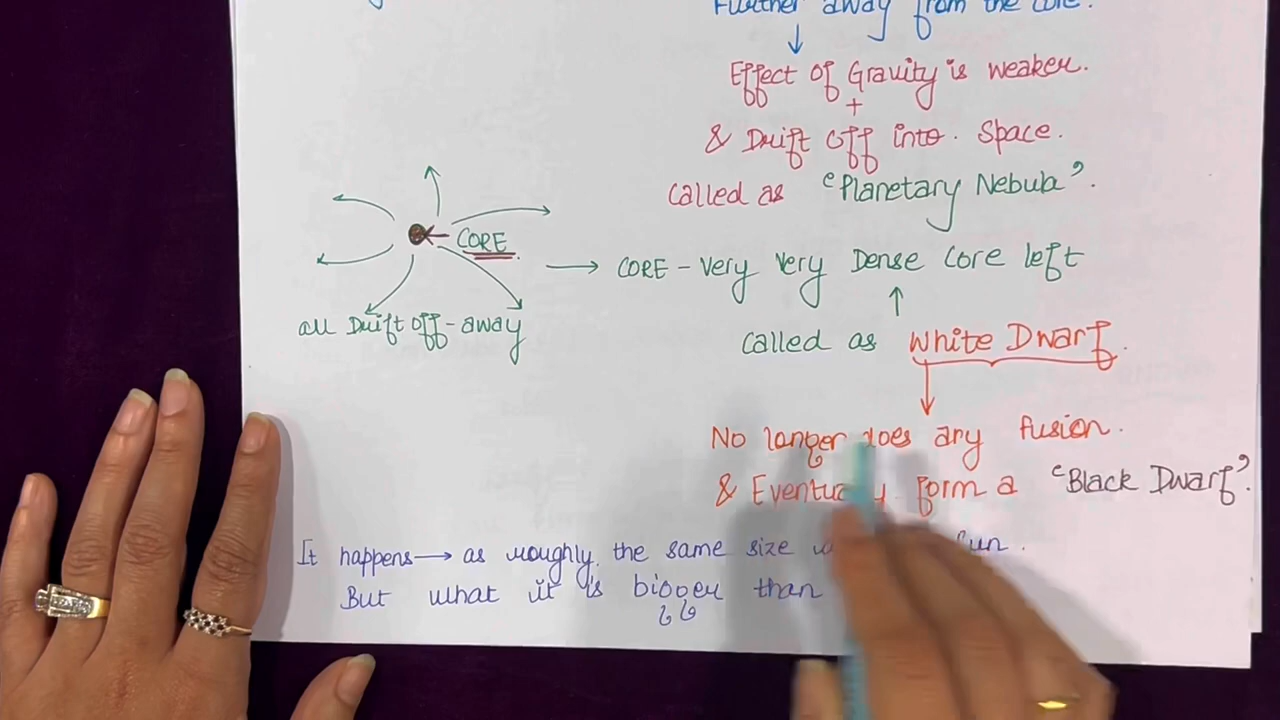 Further away from the core.
Effect of Gravity is weaker.
+
& Drift off into Space.
called as 'Planetary Nebula'.
CORE
CORE - Very Very Dense Core left
all Drift off-away
called as White Dwarf.
No longer does any fusion.
& Eventually form a 'Black Dwarf'.
It happens → as roughly the same size Sun.
But what it is bigger than